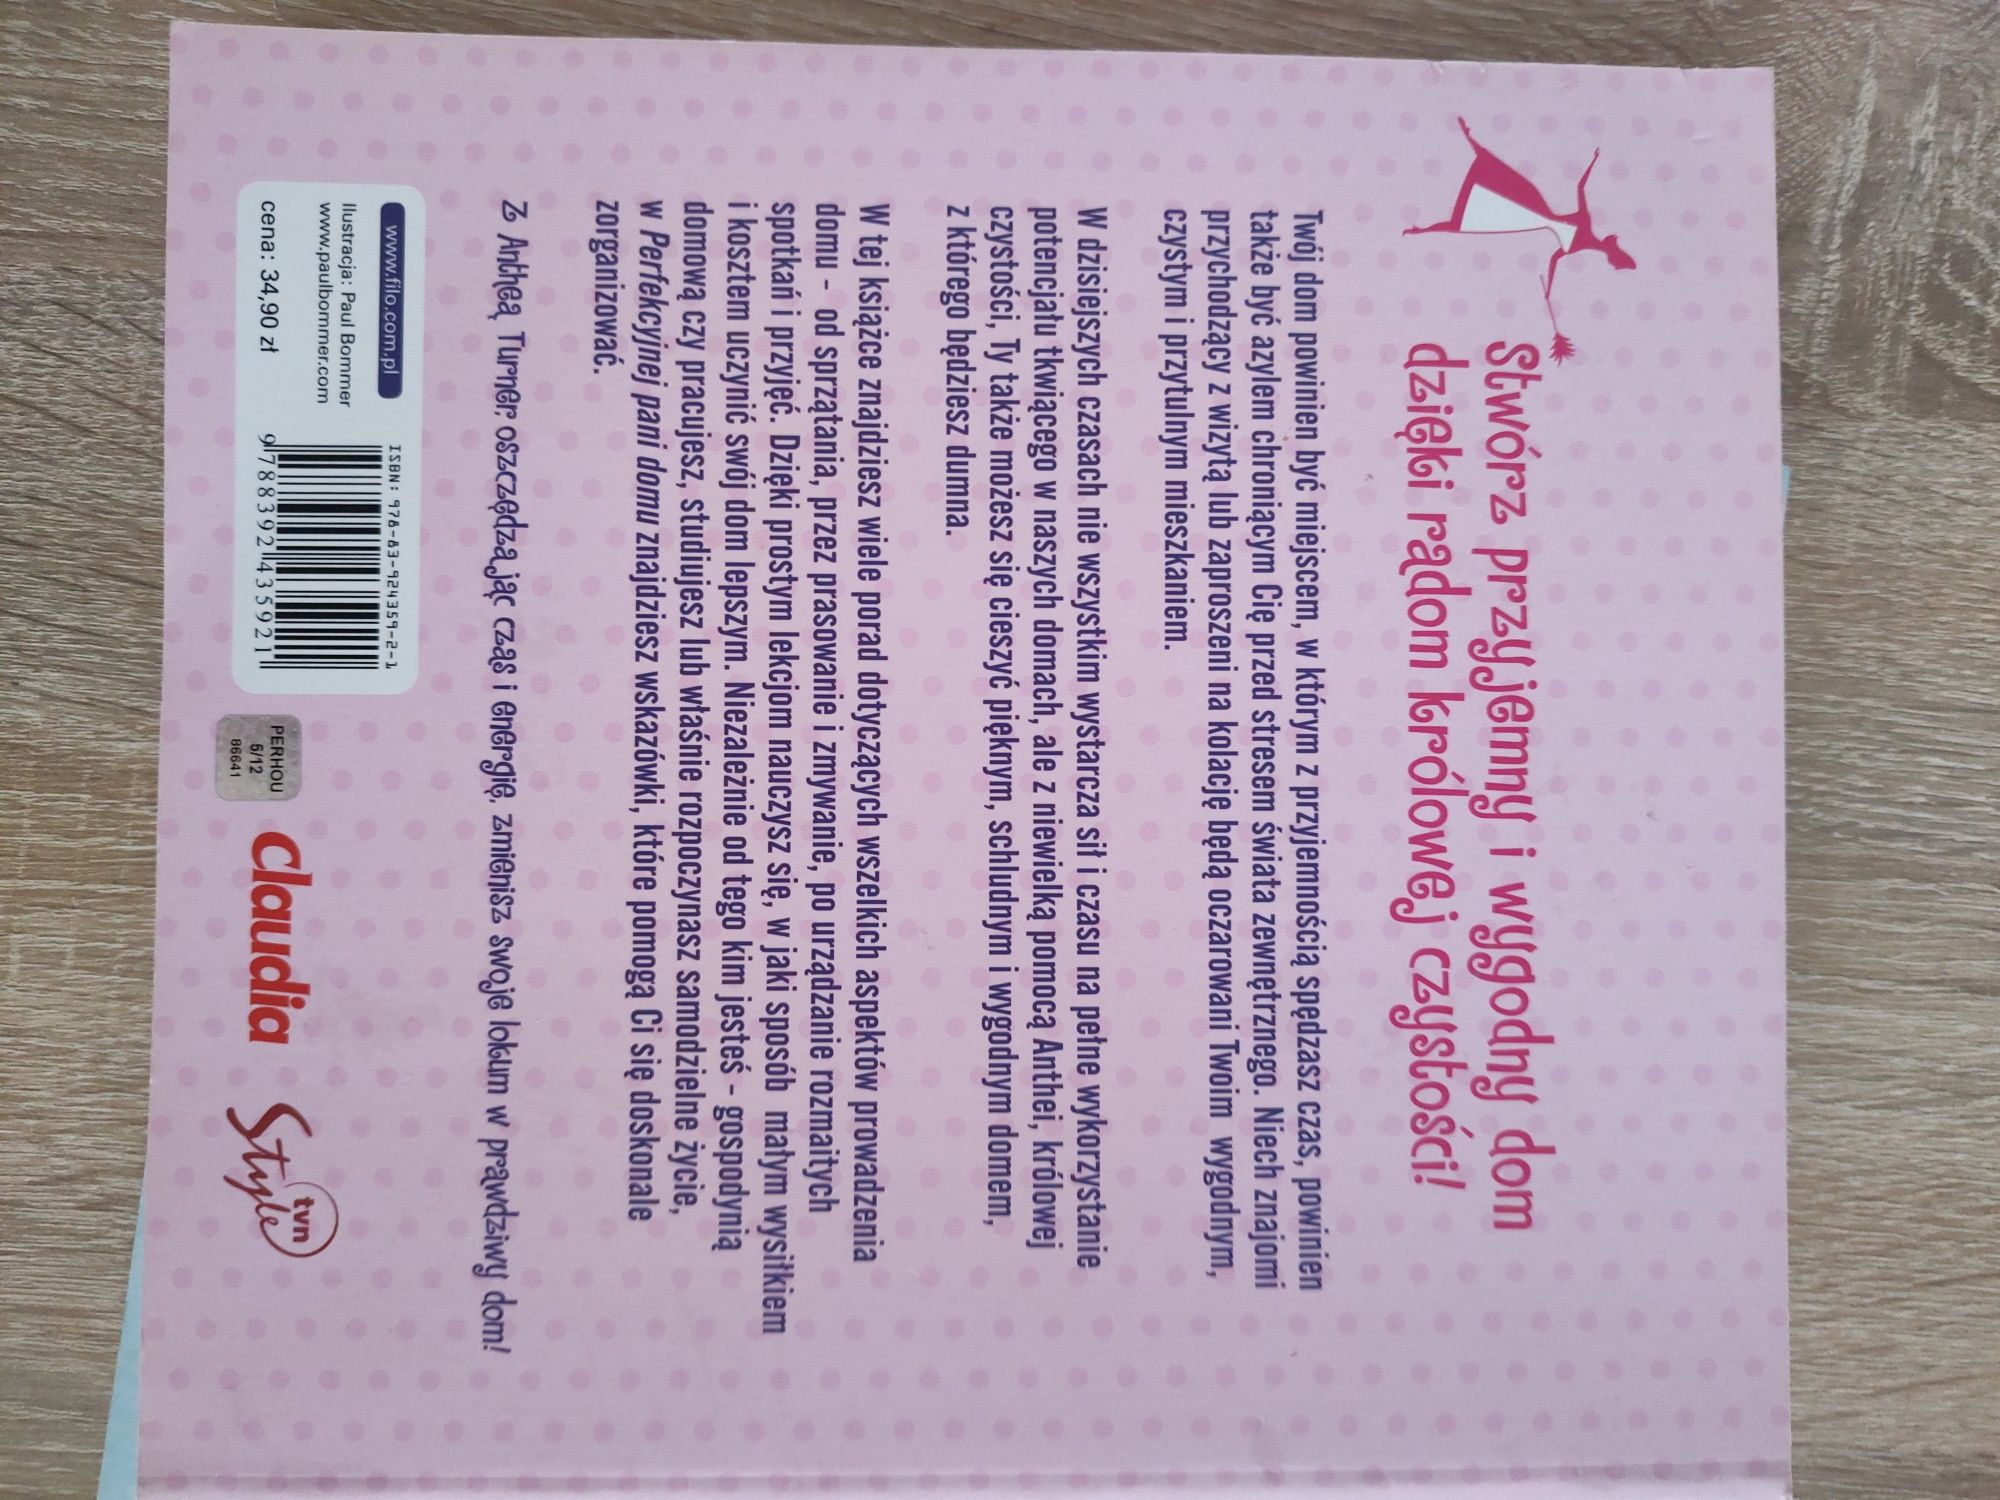 Stwórz przyjemny i wygodny dom
dzięki radom królowej czystości!
Twój dom powinien być miejscem, w którym z przyjemnością spędzasz czas, powinien
także być azylem chroniącym Cię przed stresem świata zewnętrznego. Niech znajomi
przychodzący z wizytą lub zaproszeni na kolację będą oczarowani Twoim wygodnym,
czystym i przytulnym mieszkaniem.
W dzisiejszych czasach nie wszystkim wystarcza sił i czasu na pełne wykorzystanie
potencjału tkwiącego w naszych domach, ale z niewielką pomocą Anthei, królowej
czystości, Ty także możesz się cieszyć pięknym, schludnym i wygodnym domem,
z którego będziesz dumna.
W tej książce znajdziesz wiele porad dotyczących wszelkich aspektów prowadzenia
domu - od sprzątania, przez prasowanie i zmywanie, po urządzanie rozmaitych
spotkań i przyjęć. Dzięki prostym lekcjom nauczysz się, w jaki sposób małym wysiłkiem
i kosztem uczynić swój dom lepszym. Niezależnie od tego kim jesteś - gospodynią
domową czy pracujesz, studiujesz lub właśnie rozpoczynasz samodzielne życie,
w Perfekcyjnej pani domu znajdziesz wskazówki, które pomogą Ci się doskonale
zorganizować.
Z Antheą Turner, oszczędzając czas i energię, zmienisz swoje lokum w prawdziwy dom!
www.filo.com.pl
Ilustracja: Paul Bommer
www.paulbommer.com
cena: 34,90 zł
ISBN: 978-83-924359-2-1
9 788392 435921
PERHOU
5/12
86641
Claudia
tvn
Style